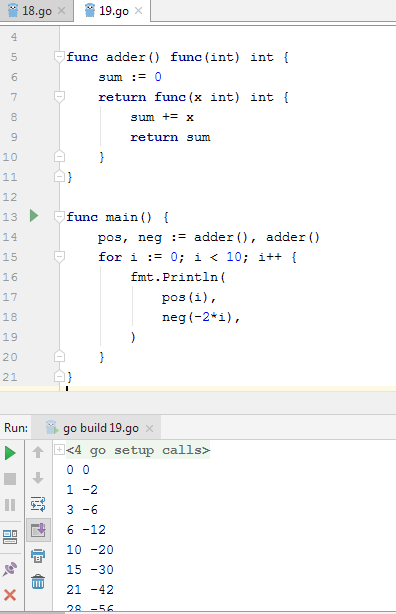 18.go 19.go
4
5 func adder() func(int) int {
6 sum := 0
7 return func(x int) int {
8 sum += x
9 return sum
10 }
11 }
12
13 func main() {
14 pos, neg := adder(), adder()
15 for i := 0; i < 10; i++ {
16 fmt.Println(
17 pos(i),
18 neg(-2*i),
19 )
20 }
21 }
Run: go build 19.go
<4 go setup calls>
0 0
1 -2
3 -6
6 -12
10 -20
15 -30
21 -42
28 -56